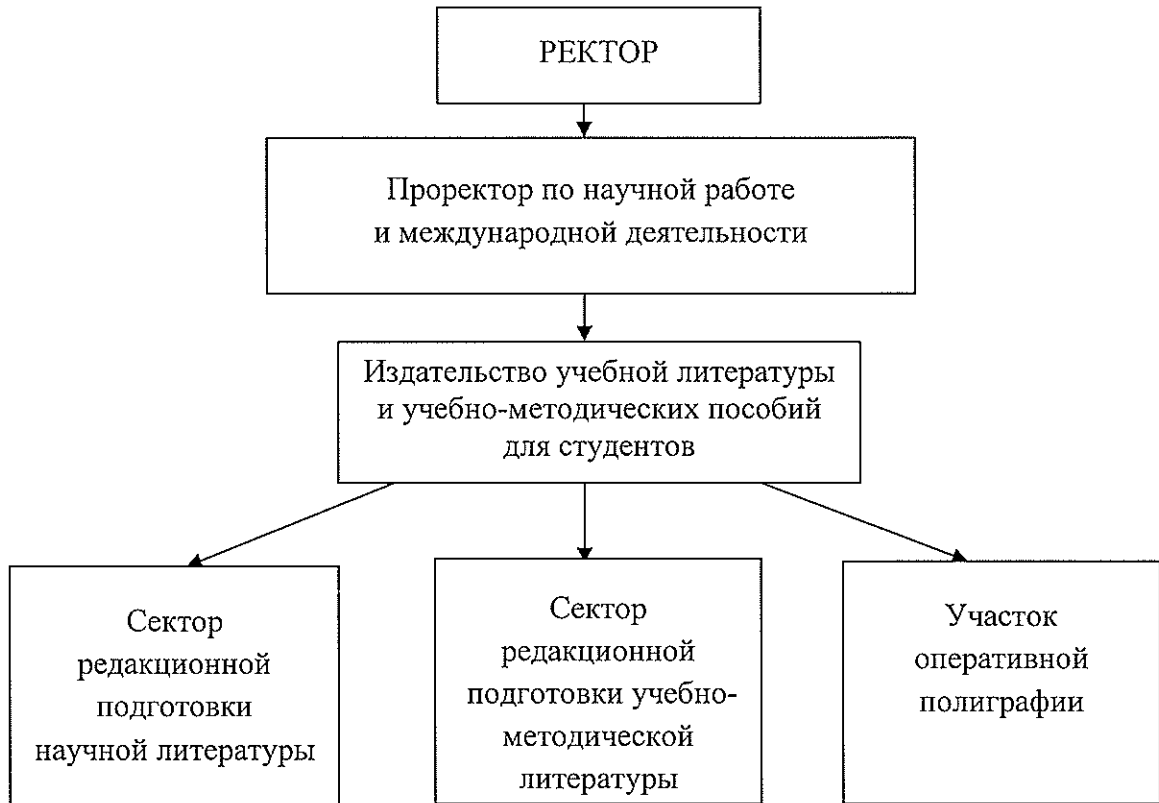 РЕКТОР
Проректор по научной работе
и международной деятельности
Издательство учебной литературы
и учебно-методических пособий
для студентов
Сектор
редакционной
подготовки
научной литературы
Сектор
редакционной
подготовки учебно-
методической
литературы
Участок
оперативной
полиграфии